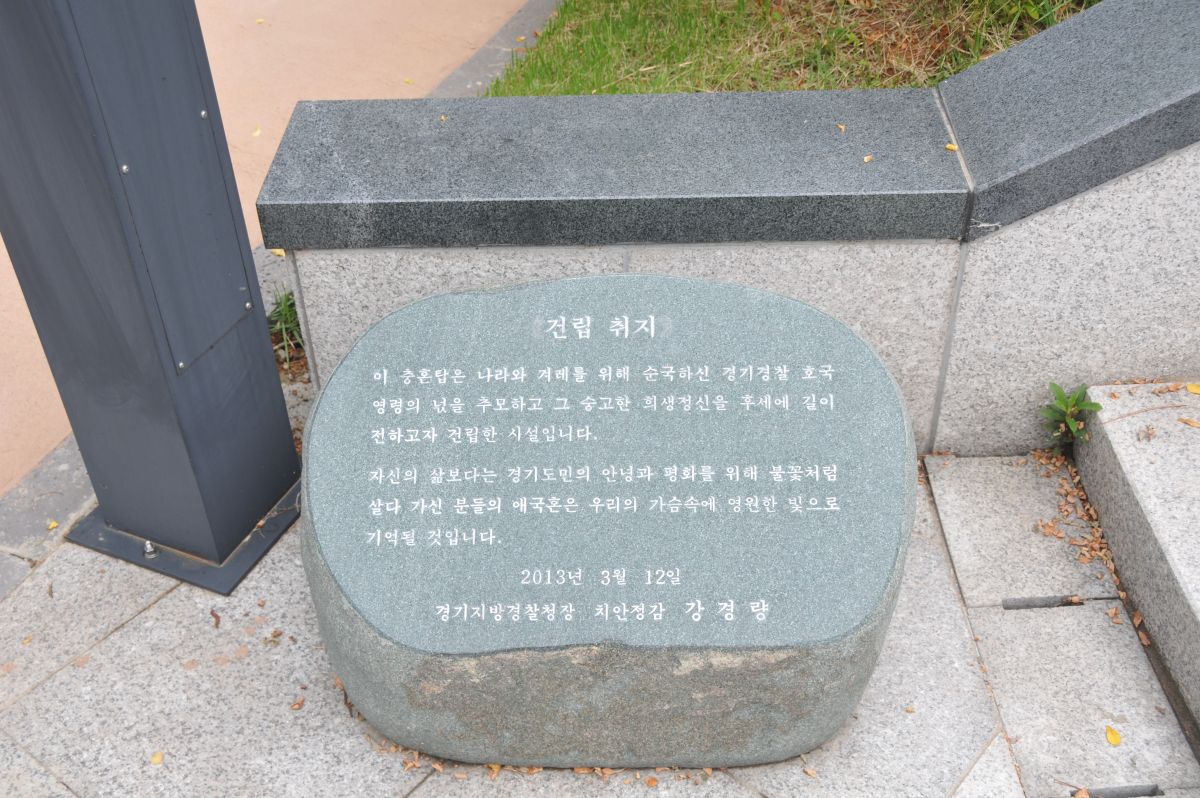 건립 취지
이 충혼탑은 나라와 겨레를 위해 순국하신 경기경찰 호국
영령의 넋을 추모하고 그 숭고한 희생정신을 후세에 길이
전하고자 건립한 시설입니다.
자신의 삶보다는 경기도민의 안녕과 평화를 위해 불꽃처럼
살다 가신 분들의 애국혼은 우리의 가슴속에 영원한 빛으로
기억될 것입니다.
2013년 3월 12일
경기지방경찰청장 치안정감 강 경 량